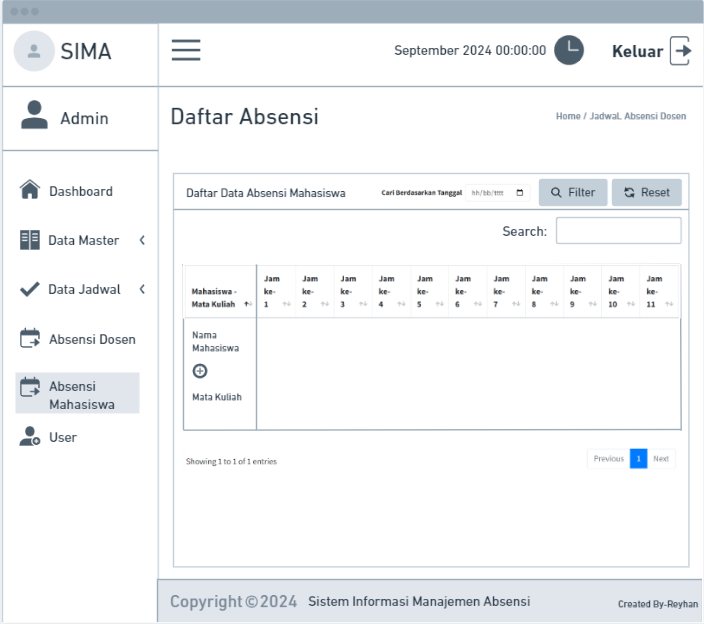 SIMA
September 2024 00:00:00
Keluar
Admin
Daftar Absensi
Home / JadwaL Absensi Dosen
Dashboard
Data Master
Data Jadwal
Absensi Dosen
Absensi
Mahasiswa
User
Daftar Data Absensi Mahasiswa
Cari Berdasarkan Tanggal
hh/bb/tttt
Filter
Reset
Search:
Mahasiswa -
Mata Kuliah
Jam
ke-
1
Jam
ke-
2
Jam
ke-
3
Jam
ke-
4
Jam
ke-
5
Jam
ke-
6
Jam
ke-
7
Jam
ke-
8
Jam
ke-
9
Jam
ke-
10
Jam
ke-
11
Nama
Mahasiswa
Mata Kuliah
Showing 1 to 1 of 1 entries
Previous 1 Next
Copyright©2024 Sistem Informasi Manajemen Absensi
Created By-Reyhan